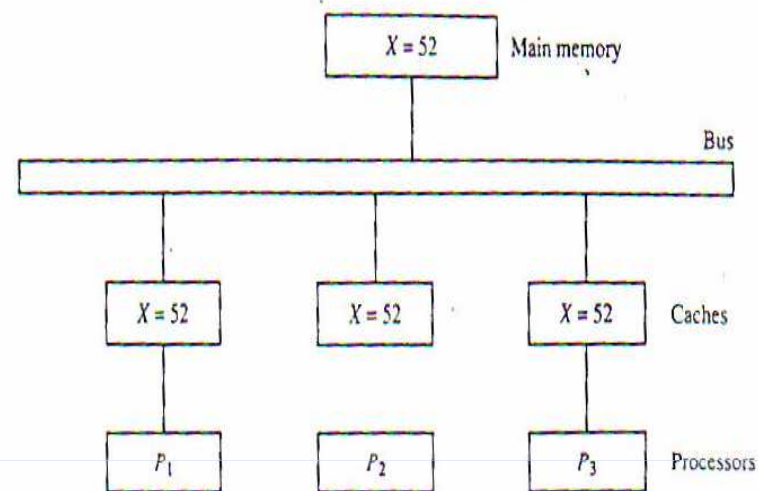 X = 52 Main memory
Bus
X = 52 X = 52 X = 52 Caches
P1 P2 P3 Processors